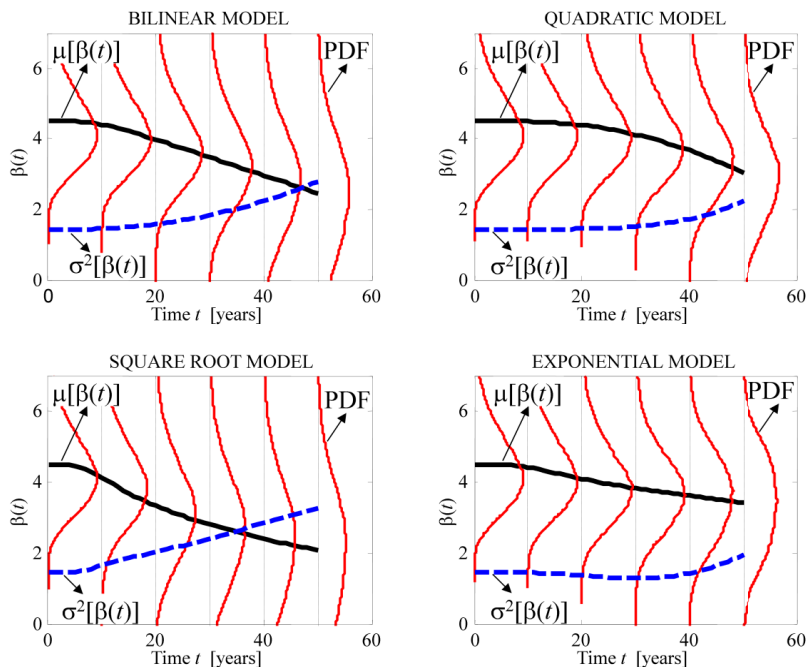 BILINEAR MODEL
6
4
2
0
β(t)
μ[β(t)]
PDF
σ²[β(t)]
0 20 40 60
Time t [years]
QUADRATIC MODEL
6
4
2
0
β(t)
μ[β(t)]
PDF
σ²[β(t)]
0 20 40 60
Time t [years]
SQUARE ROOT MODEL
6
4
2
0
β(t)
μ[β(t)]
PDF
σ²[β(t)]
0 20 40 60
Time t [years]
EXPONENTIAL MODEL
6
4
2
0
β(t)
μ[β(t)]
PDF
σ²[β(t)]
0 20 40 60
Time t [years]